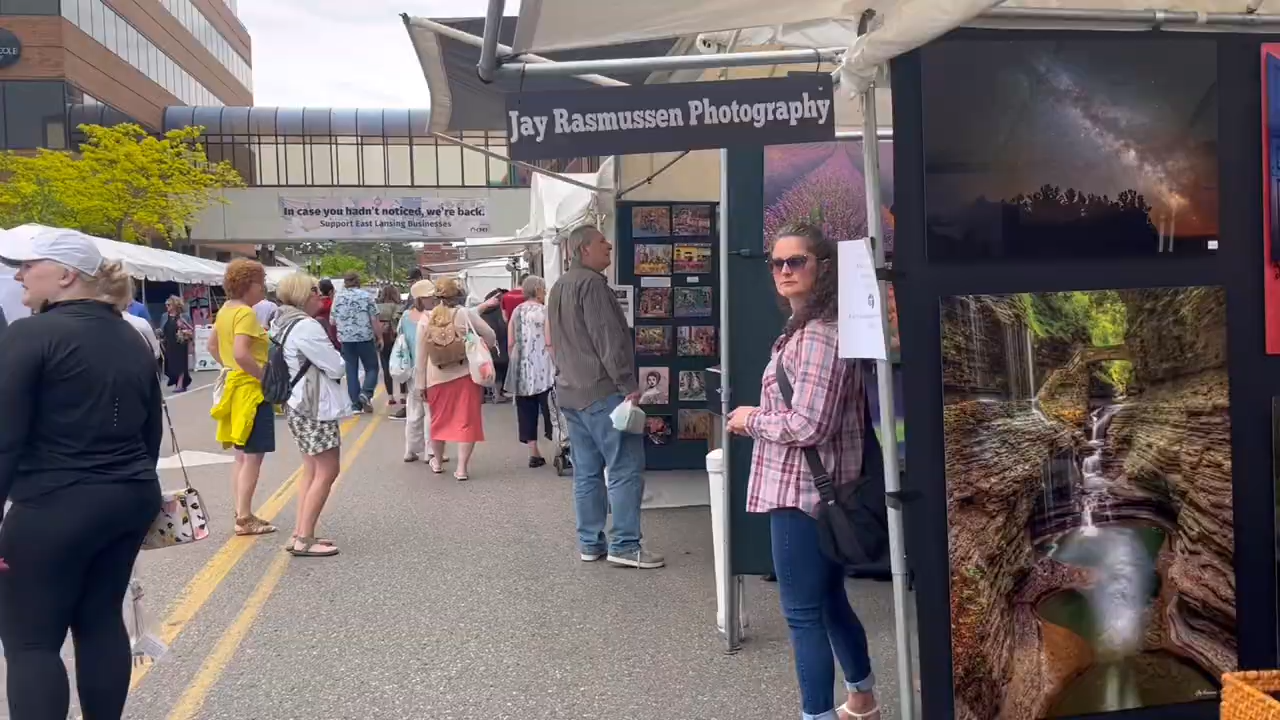 Jay Rasmussen Photography
In case you hadn't noticed, we're back.
Support East Lansing Businesses